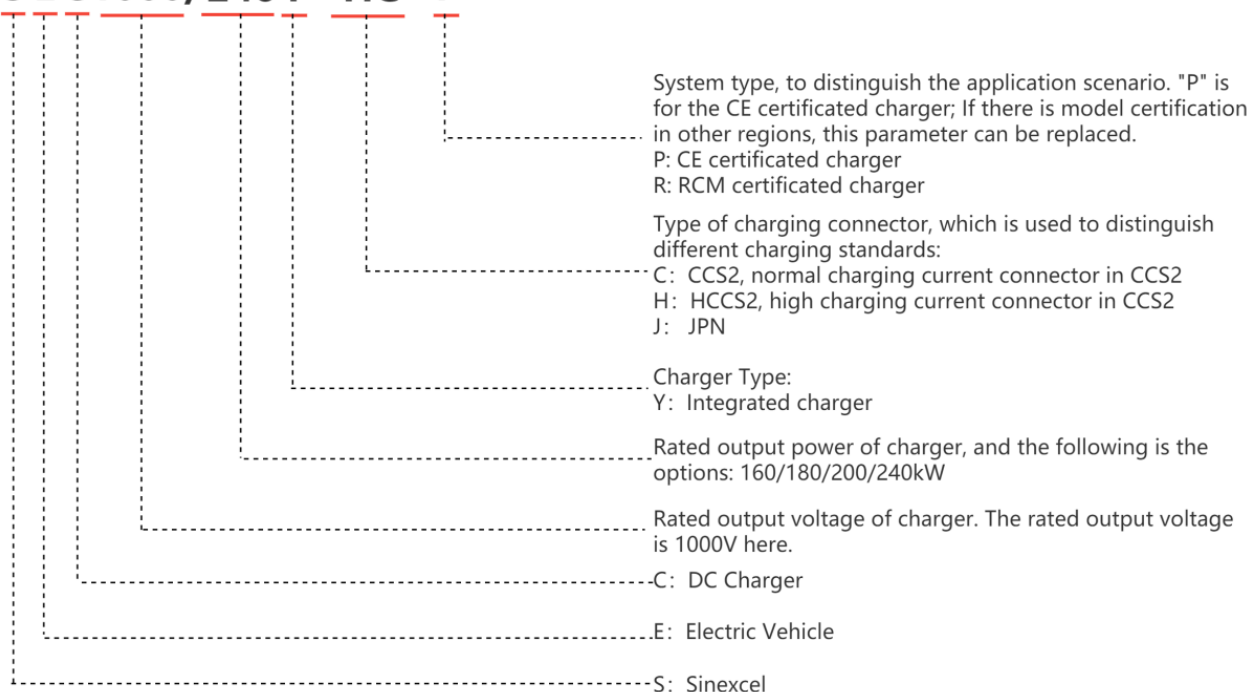 System type, to distinguish the application scenario. "P" is
for the CE certificated charger; If there is model certification
in other regions, this parameter can be replaced.
P: CE certificated charger
R: RCM certificated charger
Type of charging connector, which is used to distinguish
different charging standards:
C: CCS2, normal charging current connector in CCS2
H: HCCS2, high charging current connector in CCS2
J: JPN
Charger Type:
Y: Integrated charger
Rated output power of charger, and the following is the
options: 160/180/200/240kW
Rated output voltage of charger. The rated output voltage
is 1000V here.
C: DC Charger
E: Electric Vehicle
S: Sinexcel